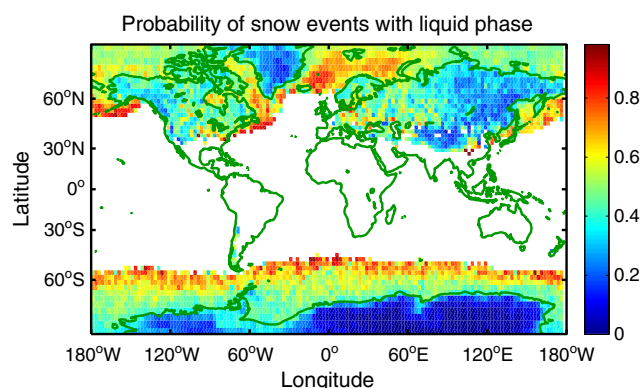 Probability of snow events with liquid phase
60°N
30°N
0°
30°S
60°S
Latitude
180°W
120°W
60°W
0°
60°E
120°E
180°W
Longitude
0.8
0.6
0.4
0.2
0